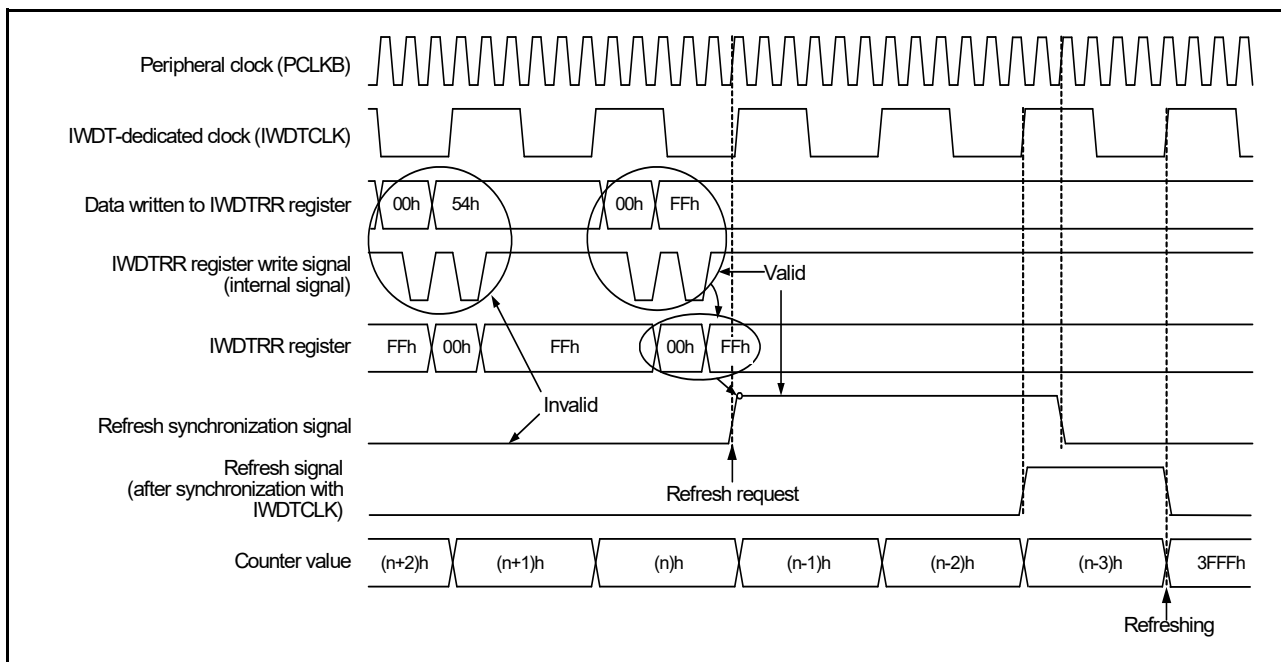 Peripheral clock (PCLKB)
IWDT-dedicated clock (IWDTCLK)
Data written to IWDTRR register
00h 54h 00h FFh
IWDTRR register write signal
(internal signal)
Valid
IWDTRR register
FFh 00h FFh 00h FFh
Invalid
Refresh synchronization signal
Refresh signal
(after synchronization with
IWDTCLK)
Refresh request
Counter value
(n+2)h (n+1)h (n)h (n-1)h (n-2)h (n-3)h 3FFFh
Refreshing